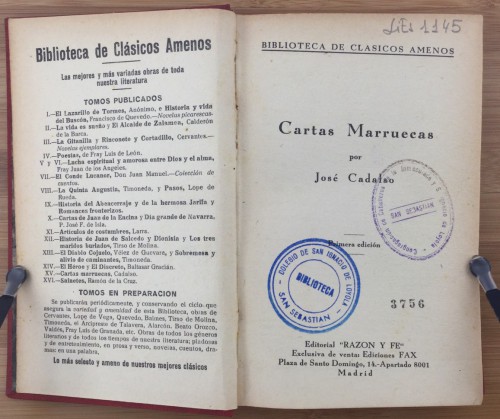 Biblioteca de Clásicos Amenos
Las mejores y más variadas obras de toda
nuestra literatura
TOMOS PUBLICADOS
I.—El Lazarillo de Tormes, Anónimo, e Historia y vida
del Buscón, Francisco de Quevedo.—Novelas picarescas.
II.—La vida es sueño y El Alcalde de Zalamea, Calderón
de la Barca.
III.—La Gitanilla y Rinconete y Cortadillo, Cervantes.—
Novelas ejemplares.
IV.—Poesías, de Fray Luis de León.
V y VI.—Lucha espiritual y amorosa entre Dios y el alma,
Fray Juan de los Angeles.
VII.—El Conde Lucanor, Don Juan Manuel.—Colección de
cuentos.
VIII.—La Quinta Augustia, Timoneda, y Pasos, Lope de
Rueda.
IX.—Historia del Abencerraje y de la hermosa Jarifa y
Romances fronterizos.
X.—Cartas de Juan de la Encina y Día grande de Navarra.
P. José F. de Isla.
XI.—Artículos de costumbres, Larra.
XII.—Historia de Juan de Salcedo y Dionisia y Los tres
maridos burlados, Tirso de Molina.
XIII.—El Diablo Cojuelo, Vélez de Guevara, y Sobremesa y
alivio de caminantes, Timoneda.
XIV.—El Héroe y El Discreto, Baltasar Gracián.
XV.—Cartas marruecas, Cadalso.
XVI.—Sainetes, Ramón de la Cruz.
TOMOS EN PREPARACION
Se publicarán periódicamente, y conservando el ciclo que
asegura la variedad y amenidad de esta Biblioteca, obras de
Cervantes, Lope de Vega, Quevedo, Balmes, Tirso de Molina,
Timoneda, el Arcipreste de Talavera, Alarcón, Beato Orozco,
Valdés, Fray Luis de Granada, etc. Obras de todos los géneros
literarios y de todos los tiempos de nuestra literatura; piadosas
y de entretenimiento, en prosa y verso, novelas, cuentos, dramas;
en una palabra,
Lo más selecto y ameno de nuestros mejores clásicos
LiEs 1145
BIBLIOTECA DE CLASICOS AMENOS
Cartas Marruecas
por
José Cadalso
SAN SEBASTIAN
Primera edición
COLEGIO DE SAN IGNACIO DE LOYOLA
BIBLIOTECA
SAN SEBASTIAN
3756
Editorial "RAZON Y FE"
Exclusiva de venta: Ediciones FAX
Plaza de Santo Domingo, 14.-Apartado 8001
Madrid